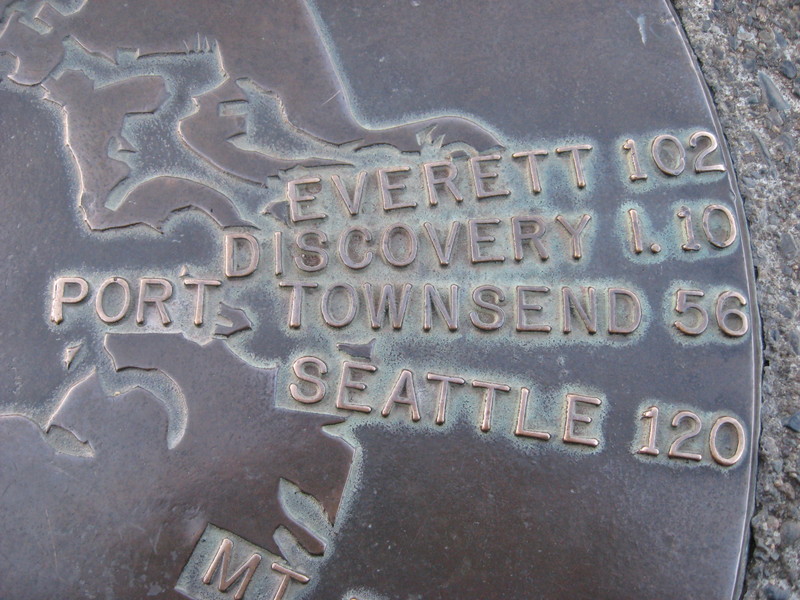 EVERETT 102
DISCOVERY I. 10
PORT TOWNSEND 56
SEATTLE 120
MT